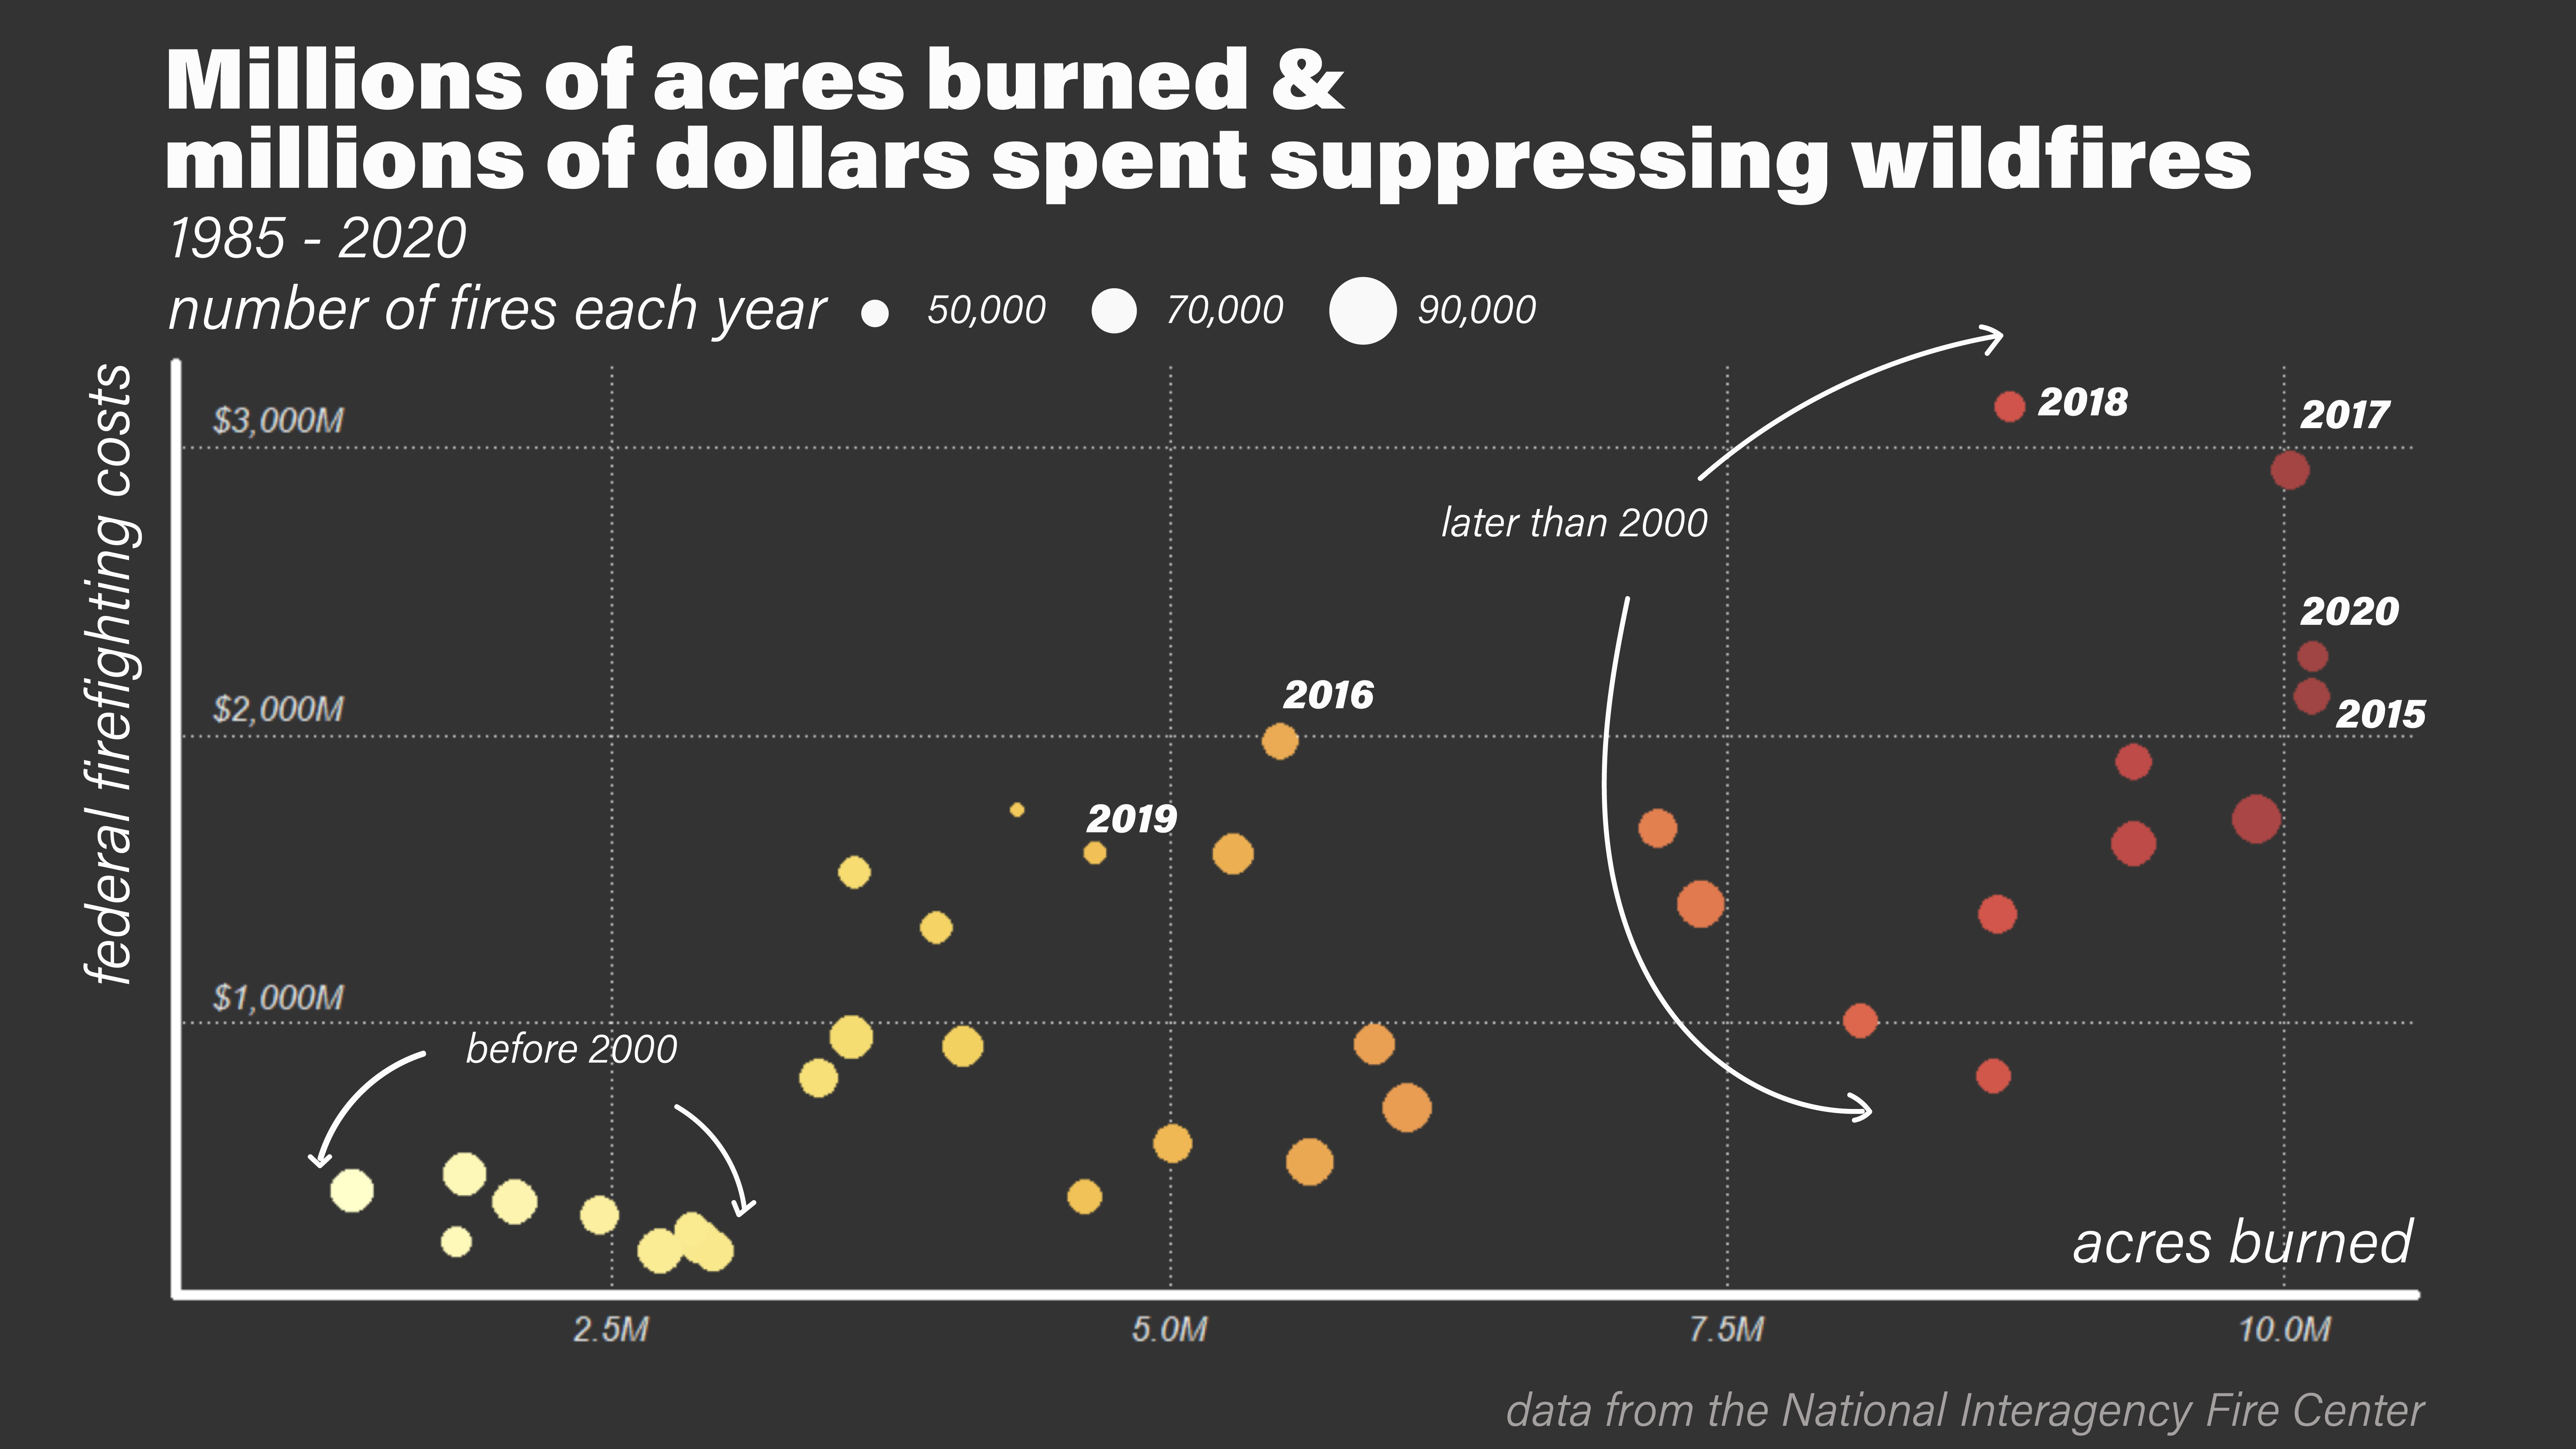 Millions of acres burned &
millions of dollars spent suppressing wildfires
1985 - 2020
number of fires each year 50,000 70,000 90,000
federal firefighting costs
$3,000M
2018
2017
later than 2000
2020
2016
$2,000M
2015
2019
$1,000M
before 2000
acres burned
2.5M 5.0M 7.5M 10.0M
data from the National Interagency Fire Center